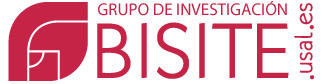 GRUPO DE INVESTIGACIÓN
BISITE
.usal.es